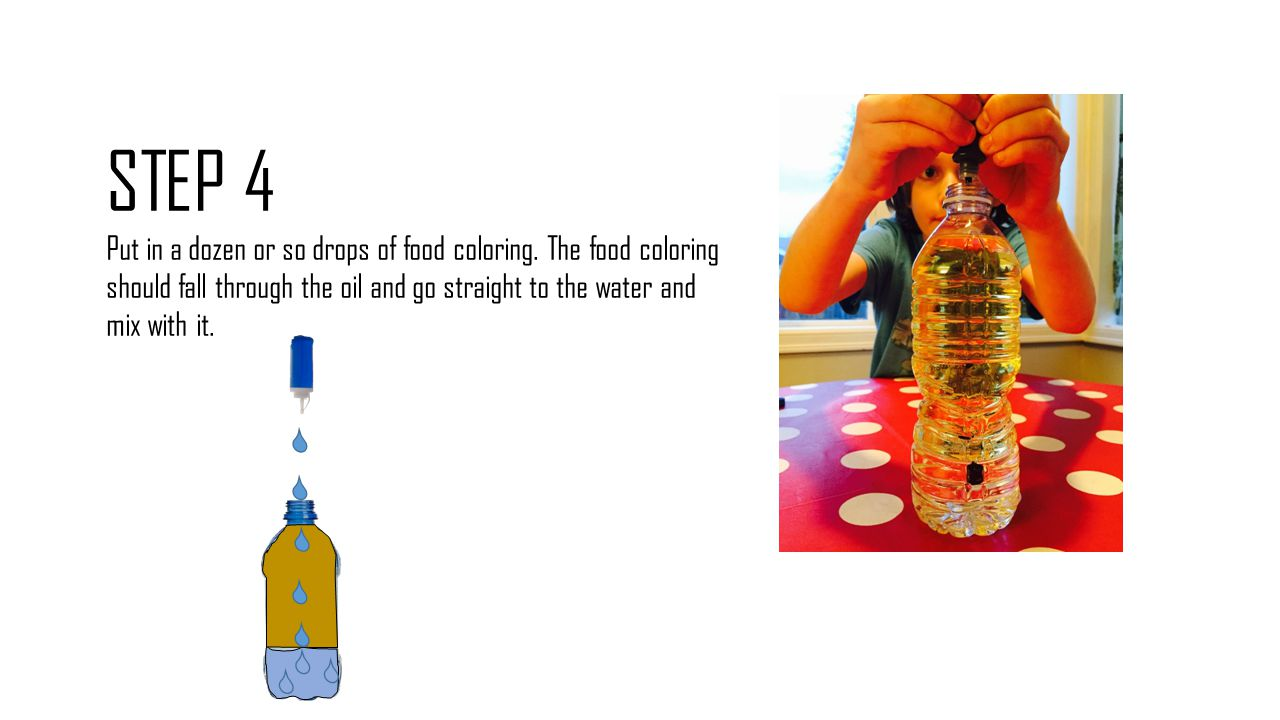 STEP 4
Put in a dozen or so drops of food coloring. The food coloring
should fall through the oil and go straight to the water and
mix with it.